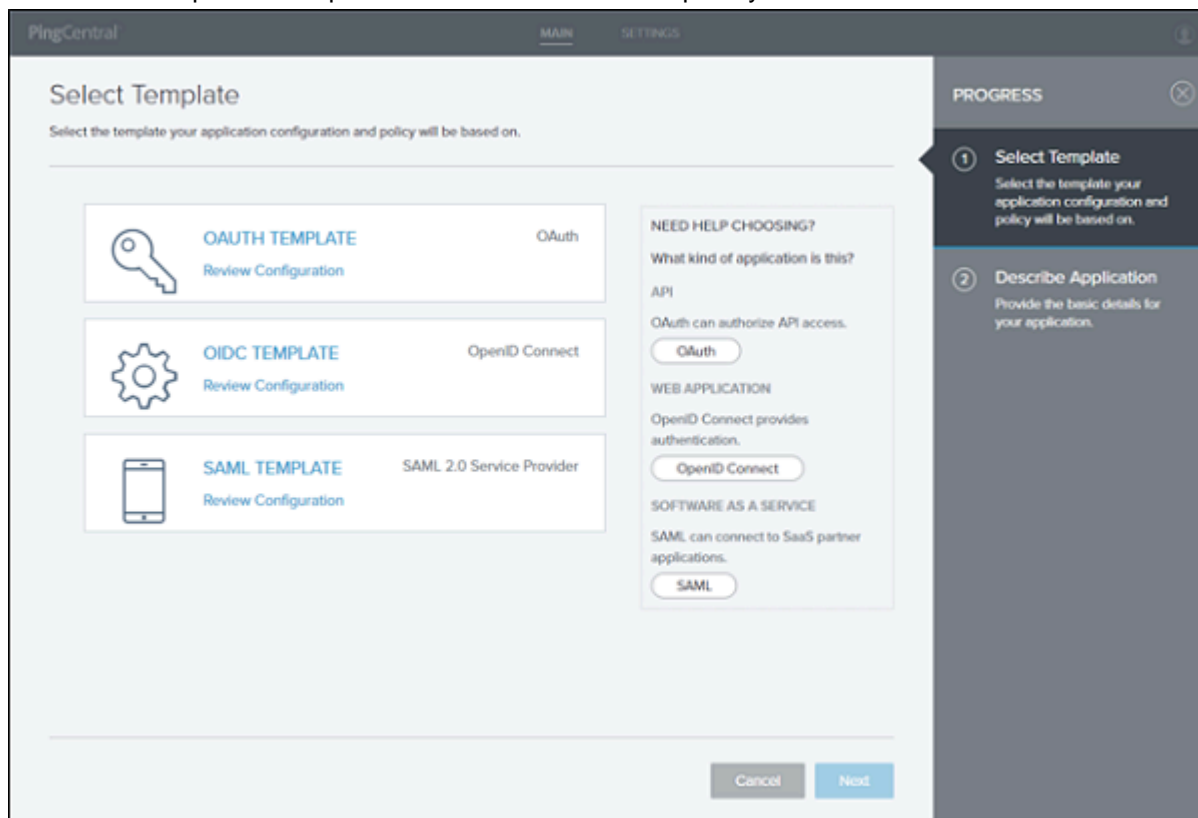 PingCentral
MAIN
SETTINGS
Select Template
Select the template your application configuration and policy will be based on.
OAUTH TEMPLATE
OAuth
Review Configuration
OIDC TEMPLATE
OpenID Connect
Review Configuration
SAML TEMPLATE
SAML 2.0 Service Provider
Review Configuration
NEED HELP CHOOSING?
What kind of application is this?
API
OAuth can authorize API access.
OAuth
WEB APPLICATION
OpenID Connect provides
authentication.
OpenID Connect
SOFTWARE AS A SERVICE
SAML can connect to SaaS partner
applications.
SAML
Cancel
Next
PROGRESS
1 Select Template
Select the template your
application configuration and
policy will be based on.
2 Describe Application
Provide the basic details for
your application.